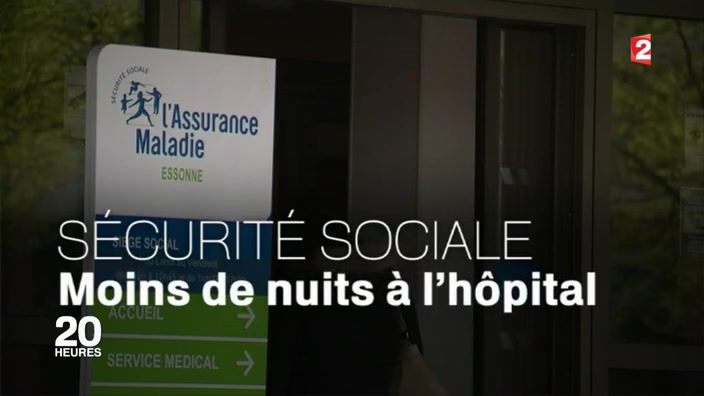 2
SÉCURITÉ SOCIALE
l'Assurance
Maladie
ESSONNE
SÉCURITÉ SOCIALE
SIÈGE SOCIAL
Moins de nuits à l'hôpital
ACCUEIL
20
HEURES
SERVICE MEDICAL